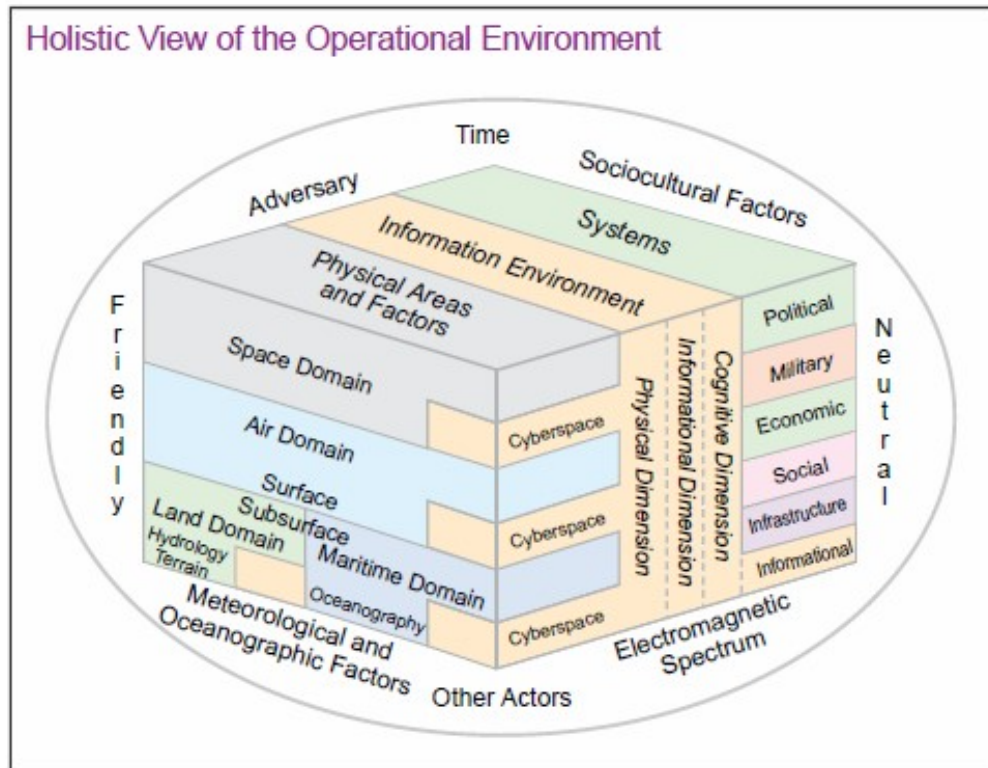 Holistic View of the Operational Environment
Time
Adversary
Sociocultural Factors
Systems
Information Environment
Physical Areas
and Factors
Friendly
Space Domain
Air Domain
Surface
Subsurface
Land Domain
Hydrology
Terrain
Maritime Domain
Oceanography
Cyberspace
Cyberspace
Cyberspace
Physical Dimension
Informational Dimension
Cognitive Dimension
Political
Military
Economic
Social
Infrastructure
Informational
Neutral
Meteorological and
Oceanographic Factors
Electromagnetic
Spectrum
Other Actors